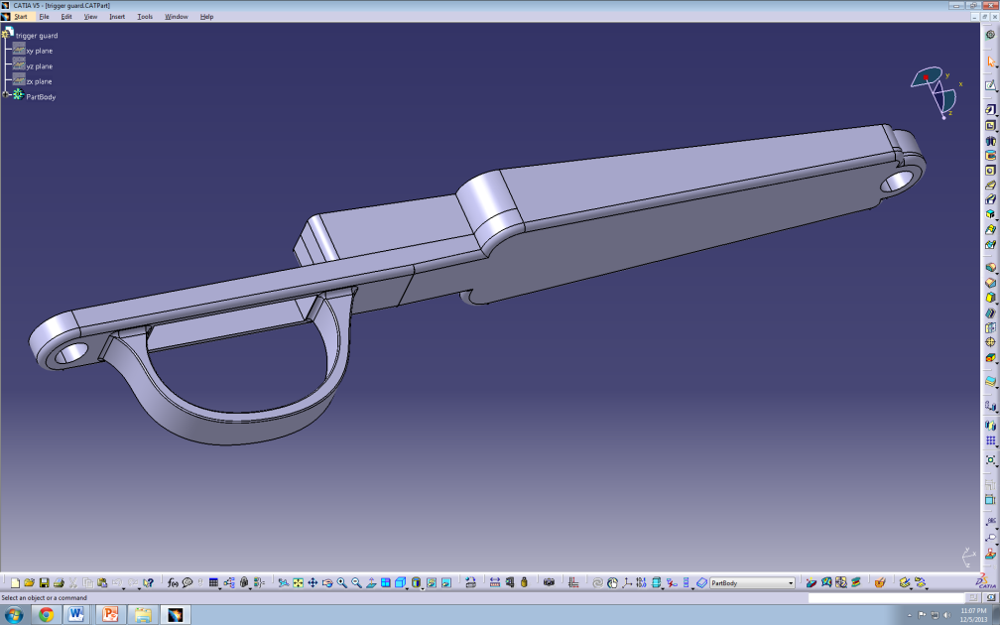 CATIA V5 - [trigger guard.CATPart]
Start File Edit View Insert Tools Window Help
trigger guard
xy plane
yz plane
zx plane
PartBody
y
x
z
PartBody
CATIA
Select an object or a command
11:07 PM
12/5/2013